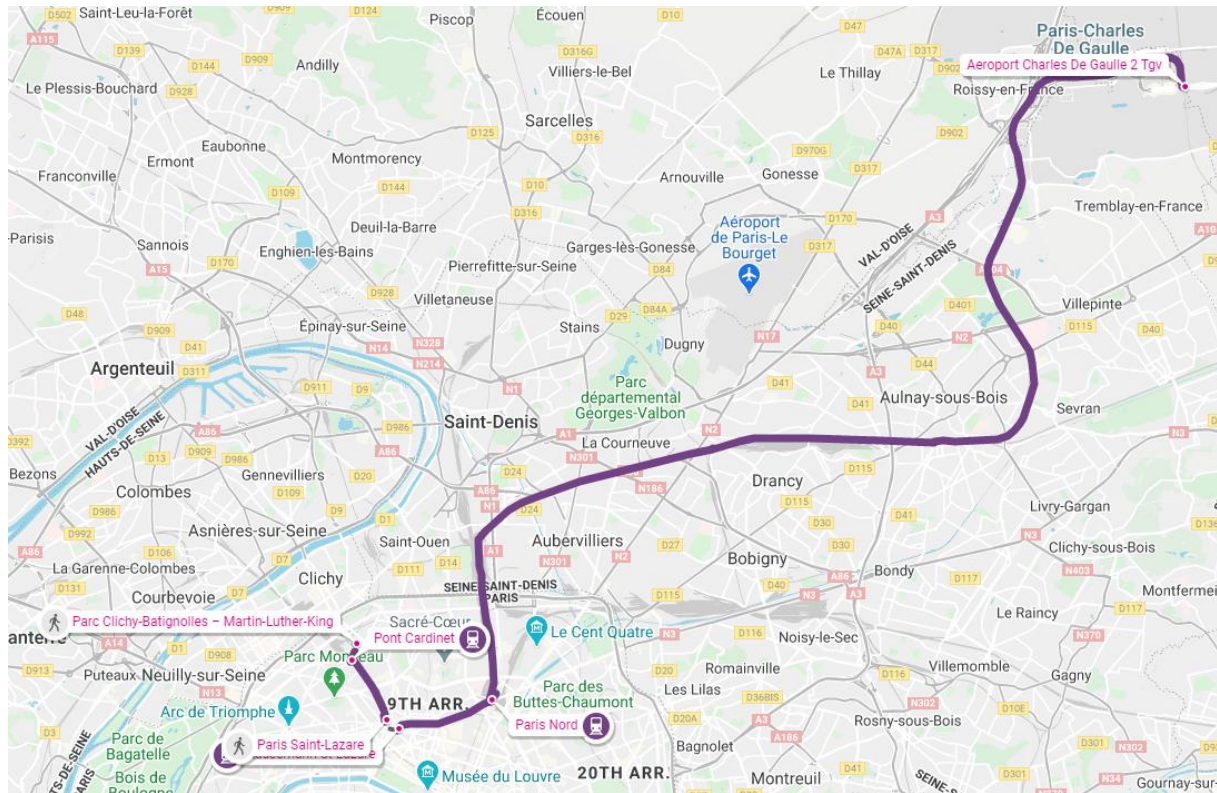 Saint-Leu-la-Forêt
D502
D909
D144
A115
D139
Piscop
Écouen
D10
D47
D316G
Andilly
Villiers-le-Bel
D47A
D317
D902
Le Thillay
Paris-Charles
De Gaulle
Aeroport Charles De Gaulle 2 Tgv
Roissy-en-France
Le Plessis-Bouchard
D928
Sarcelles
D125
D316
D902
Eaubonne
Ermont
Montmorency
D970G
Franconville
D109
D144
D10
Arnouville
Gonesse
Tremblay-en-France
-Parisis
Sannois
Deuil-la-Barre
D316
Aéroport
de Paris-Le
Bourget
D170
D317
A3
VAL-D'OISE
SEINE-SAINT-DENIS
A15
D170
Enghien-les-Bains
Garges-lès-Gonesse
Pierrefitte-sur-Seine
D84
D928
Villetaneuse
D84A
D29
D401
Villepinte
D48
Épinay-sur-Seine
Stains
N17
D40
N2
D115
D40
D909
D41
N14
N328
N214
Dugny
Argenteuil
D311
D911
D9
N1
Parc
départemental
Georges-Valbon
D44
A3
D41
D41
Aulnay-sous-Bois
Sevran
VAL-D'OISE
HAUTS-DE-SEINE
D392
A86
D986
Saint-Denis
A1
La Courneuve
N2
N3
Bezons
D13
D909
D986
A86
N301
D24
D115
Gennevilliers
D20
D109
A86
N1
N186
Drancy
D115
Colombes
D9
D24
Livry-Gargan
D986
D992
Asnières-sur-Seine
D1
D30
D41
A86
D106
D7
Saint-Ouen
A1
Aubervilliers
N3
La Garenne-Colombes
D111
D14
N301
N2
D27
Bobigny
Bondy
Clichy-sous-Bois
D131
D7
Clichy
A86
D117
N403
Courbevoie
SEINE-SAINT-DENIS
PARIS
D115
D40
N3
A3
Montfermeil
Parc Clichy-Batignolles – Martin-Luther-King
Sacré-Cœur
Pont Cardinet
Le Cent Quatre
D116
Noisy-le-Sec
Le Raincy
N370
A14
D908
D913
Puteaux
Neuilly-sur-Seine
D20
Romainville
D117
Villemomble
N13
Parc des
Buttes-Chaumont
Les Lilas
D36BIS
Gagny
9TH ARR.
N302
D10E
Arc de Triomphe
Paris Nord
D20A
Rosny-sous-Bois
Parc de
Bagatelle
Paris Saint-Lazare
Bagnolet
N302
A186
Bois de
Boulogne
Musée du Louvre
20TH ARR.
Montreuil
D301